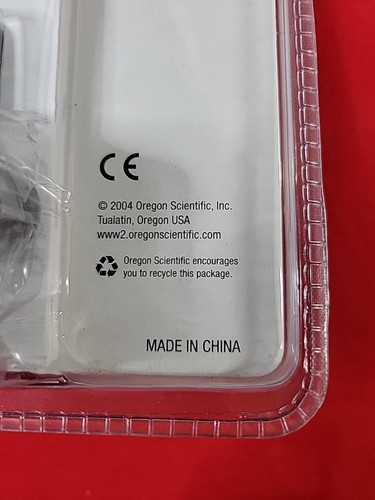 CE
© 2004 Oregon Scientific, Inc.
Tualatin, Oregon USA
www2.oregonscientific.com
Oregon Scientific encourages
you to recycle this package.
MADE IN CHINA